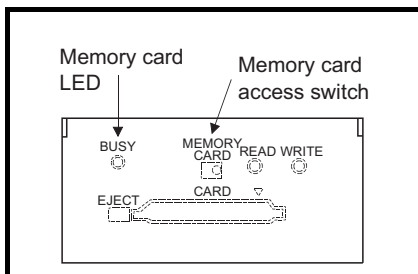 Memory card
LED
Memory card
access switch
BUSY
MEMORY
CARD
READ WRITE
CARD
EJECT